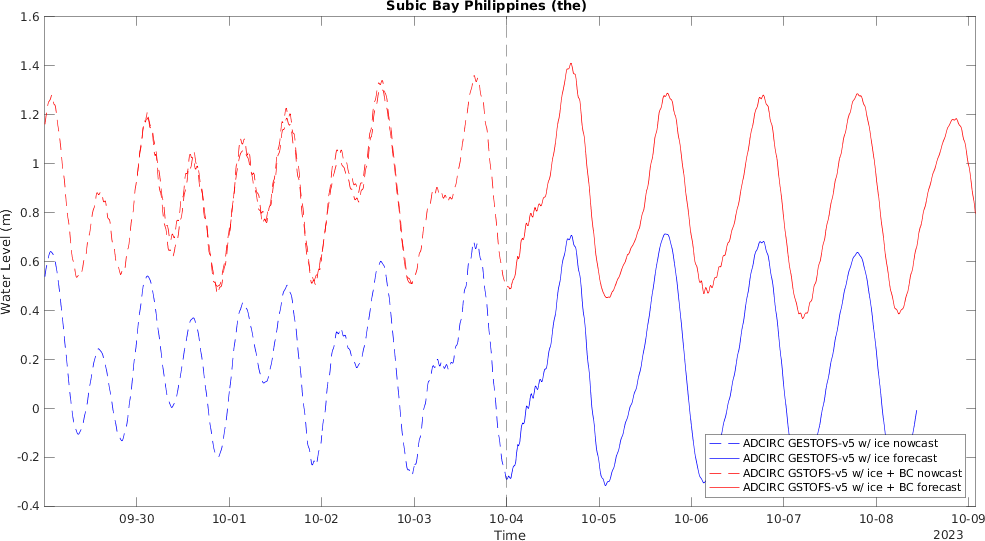 Subic Bay Philippines (the)
1.6
1.4
1.2
1
0.8
0.6
0.4
0.2
0
-0.2
-0.4
Water Level (m)
ADCIRC GESTOFS-v5 w/ ice nowcast
ADCIRC GESTOFS-v5 w/ ice forecast
ADCIRC GSTOFS-v5 w/ ice + BC nowcast
ADCIRC GSTOFS-v5 w/ ice + BC forecast
09-30 10-01 10-02 10-03 10-04 10-05 10-06 10-07 10-08 10-09
Time
2023